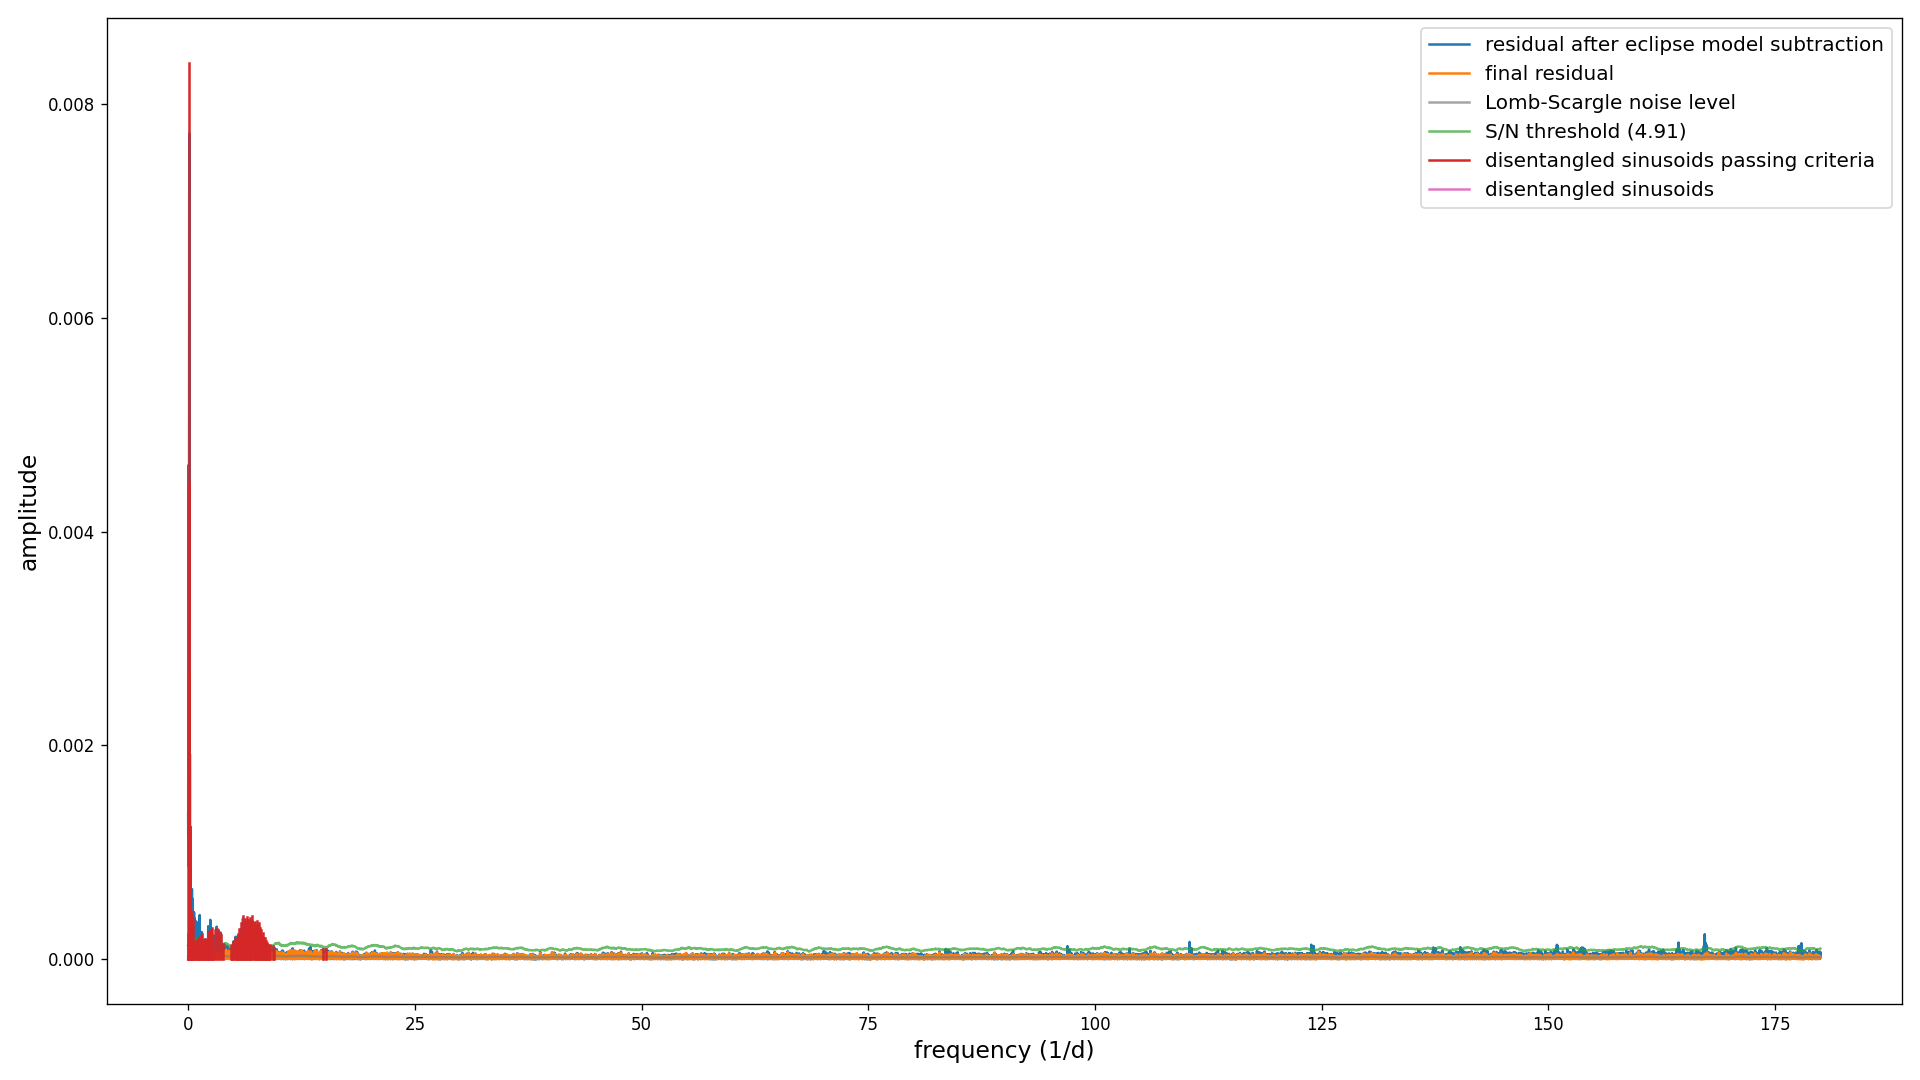 residual after eclipse model subtraction
final residual
Lomb-Scargle noise level
S/N threshold (4.91)
disentangled sinusoids passing criteria
disentangled sinusoids
amplitude
0.008
0.006
0.004
0.002
0.000
0 25 50 75 100 125 150 175
frequency (1/d)